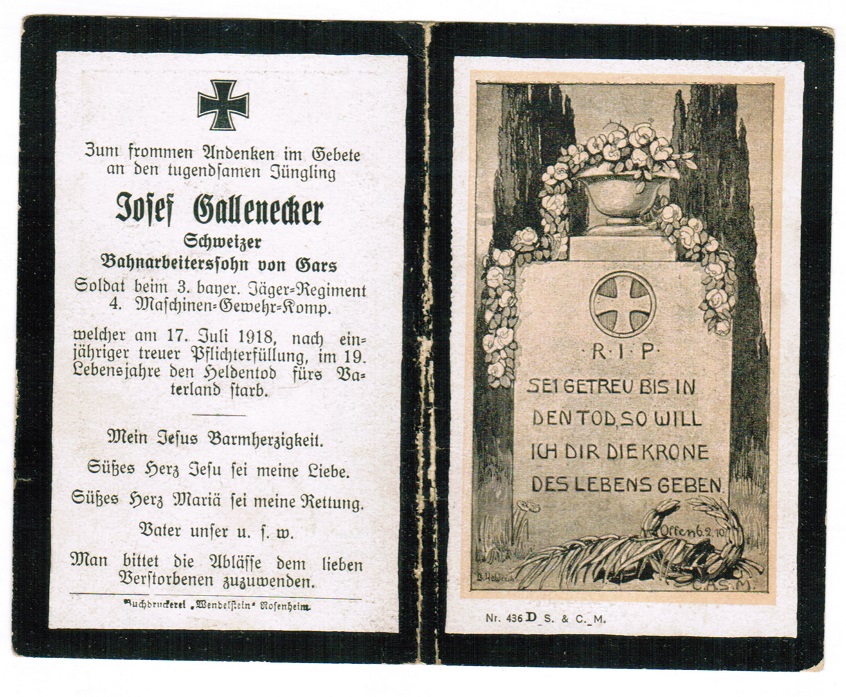 Zum frommen Andenken im Gebete
an den tugendsamen Jüngling
Josef Gallenecker
Schweizer
Bahnarbeiterssohn von Gars
Soldat beim 3. bayer. Jäger-Regiment
4. Maschinen-Gewehr-Komp.
welcher am 17. Juli 1918, nach ein-
jähriger treuer Pflichterfüllung, im 19.
Lebensjahre den Heldentod fürs Va-
terland starb.
Mein Jesus Barmherzigkeit.
Süßes Herz Jesu sei meine Liebe.
Süßes Herz Mariä sei meine Rettung.
Vater unser u. s. w.
Man bittet die Ablässe dem lieben
Verstorbenen zuzuwenden.
Buchdruckerei „Wendelstein" Rosenheim.
·R·I·P·
SEI GETREU BIS IN
DEN TOD, SO WILL
ICH DIR DIE KRONE
DES LEBENS GEBEN.
Offen b. 2. 10.
C.A.S.M.
Nr. 436 D S. & C. M.